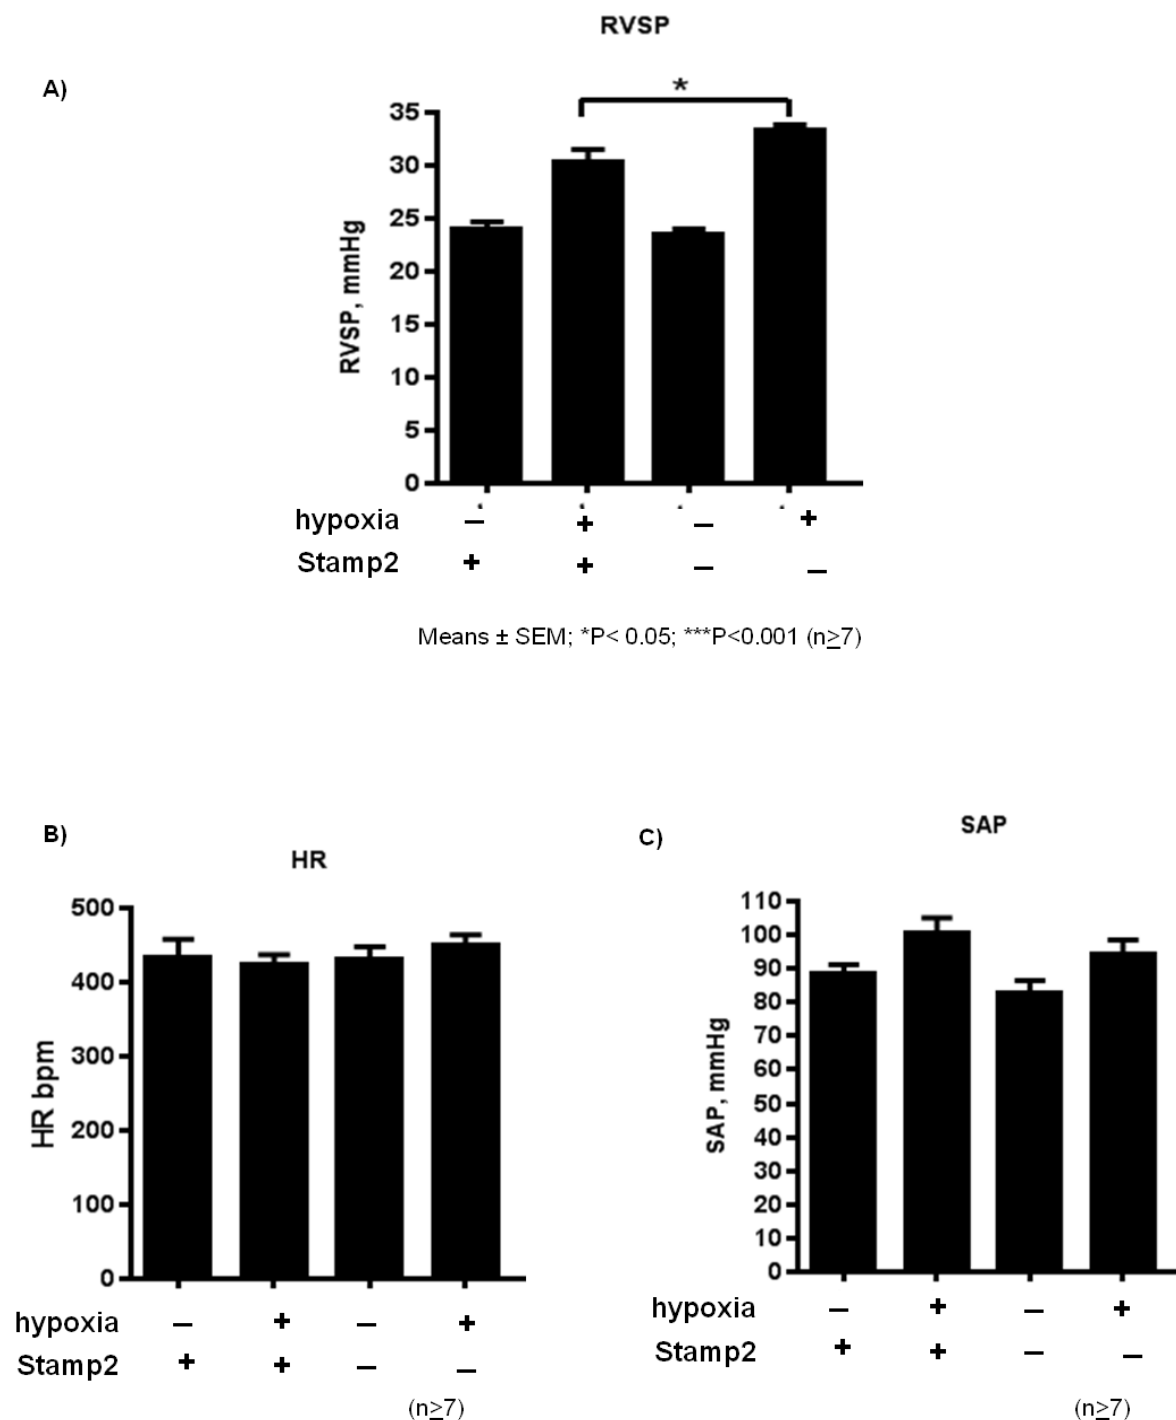 RVSP
A)
*
35
30
25
20
15
10
5
0
RVSP, mmHg
hypoxia – + – +
Stamp2 + + – –
Means ± SEM; *P< 0.05; ***P<0.001 (n≥7)
B)
HR
500
400
300
200
100
0
HR bpm
hypoxia – + – +
Stamp2 + + – –
(n≥7)
C)
SAP
110
100
90
80
70
60
50
40
30
20
10
0
SAP, mmHg
hypoxia – + – +
Stamp2 + + – –
(n≥7)